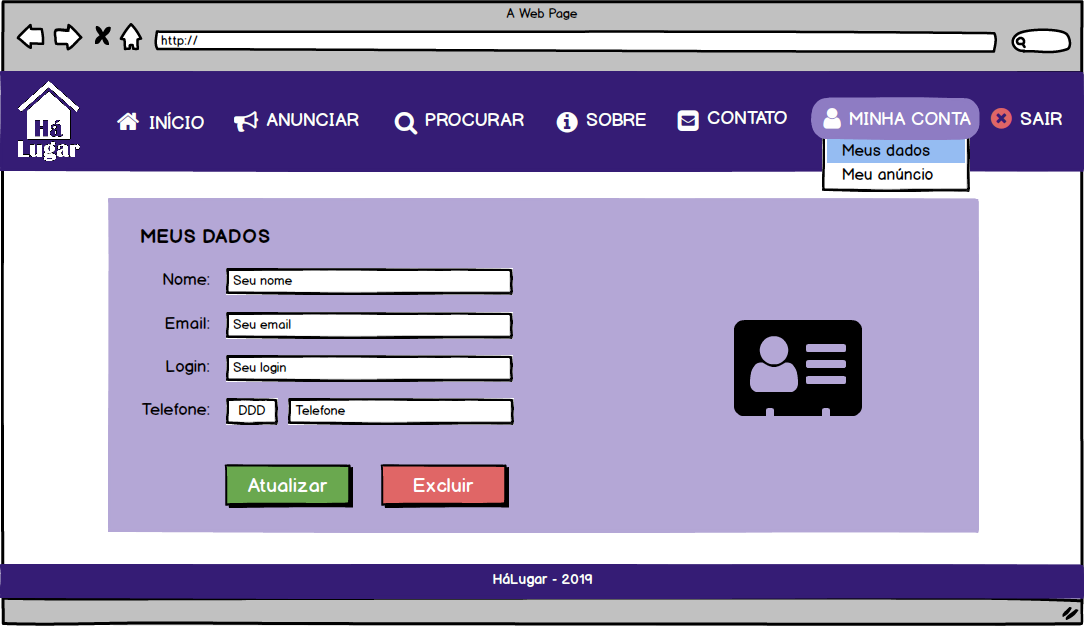 A Web Page
http://
Há
Lugar
INÍCIO
ANUNCIAR
PROCURAR
SOBRE
CONTATO
MINHA CONTA
SAIR
Meus dados
Meu anúncio
MEUS DADOS
Nome: Seu nome
Email: Seu email
Login: Seu login
Telefone: DDD Telefone
Atualizar Excluir
HáLugar - 2019